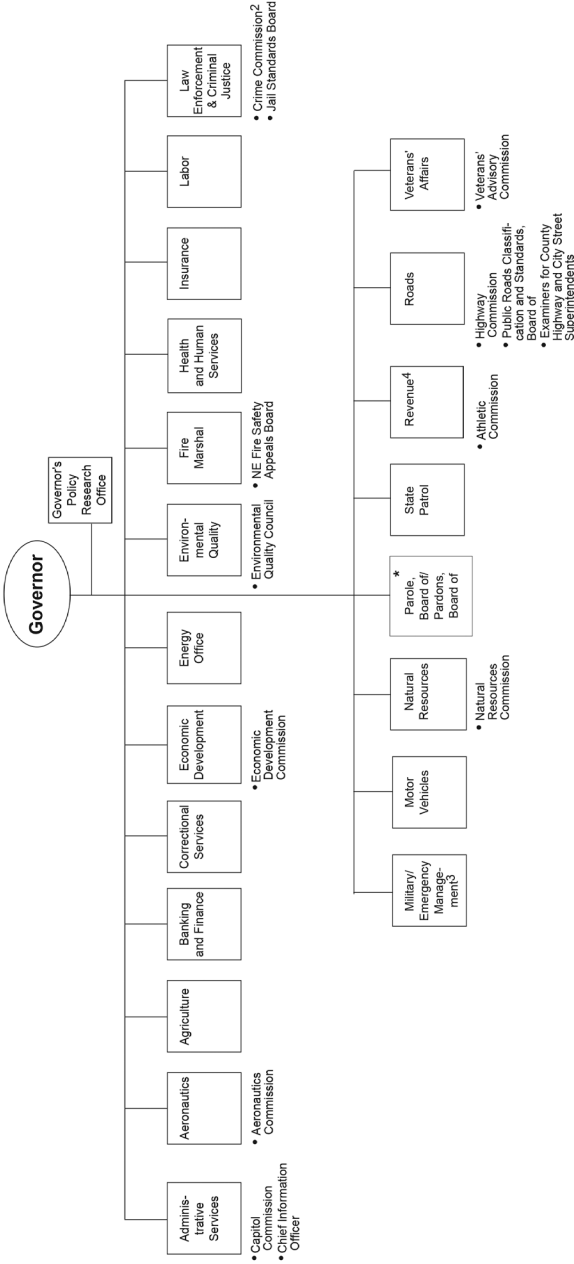 Governor
Governor's
Policy
Research
Office
Adminis-
trative
Services
• Capitol
Commission
• Chief Information
Officer
Aeronautics
• Aeronautics
Commission
Agriculture
Banking
and Finance
Correctional
Services
Economic
Development
• Economic
Development
Commission
Energy
Office
Environ-
mental
Quality
• Environmental
Quality Council
Fire
Marshal
• NE Fire Safety
Appeals Board
Health
and Human
Services
Insurance
Labor
Law
Enforcement
& Criminal
Justice
• Crime Commission2
• Jail Standards Board
Military/
Emergency
Manage-
ment3
Motor
Vehicles
Natural
Resources
• Natural
Resources
Commission
*
Parole,
Board of/
Pardons,
Board of
State
Patrol
Revenue4
• Athletic
Commission
Roads
• Highway
Commission
• Public Roads Classifi-
cation and Standards,
Board of
• Examiners for County
Highway and City Street
Superintendents
Veterans'
Affairs
• Veterans'
Advisory
Commission